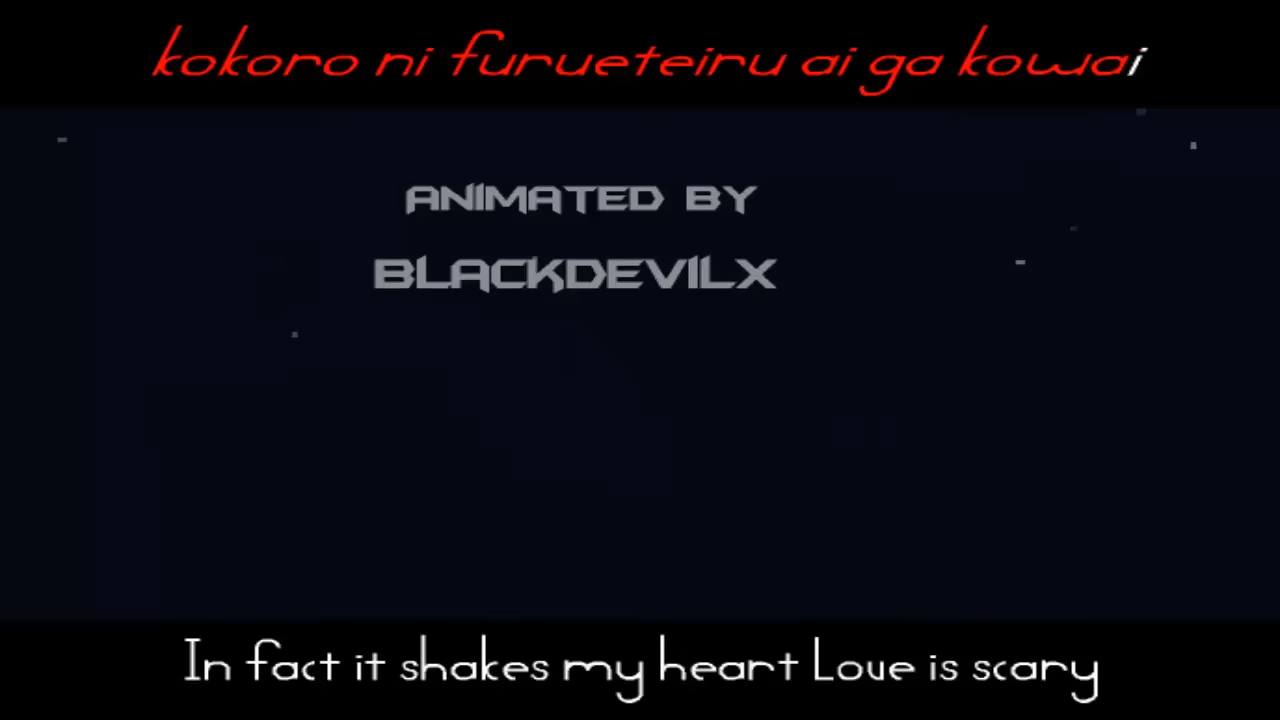 kokoro ni furueteiru ai ga kowai
ANIMATED BY
BLACKDEVILX
In fact it shakes my heart Love is scary